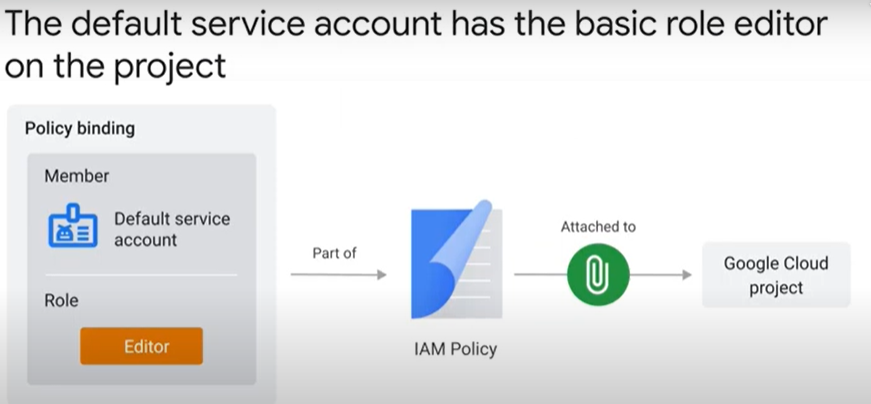 The default service account has the basic role editor
on the project
Policy binding
Member
Default service
account
Role
Editor
Part of
IAM Policy
Attached to
Google Cloud
project